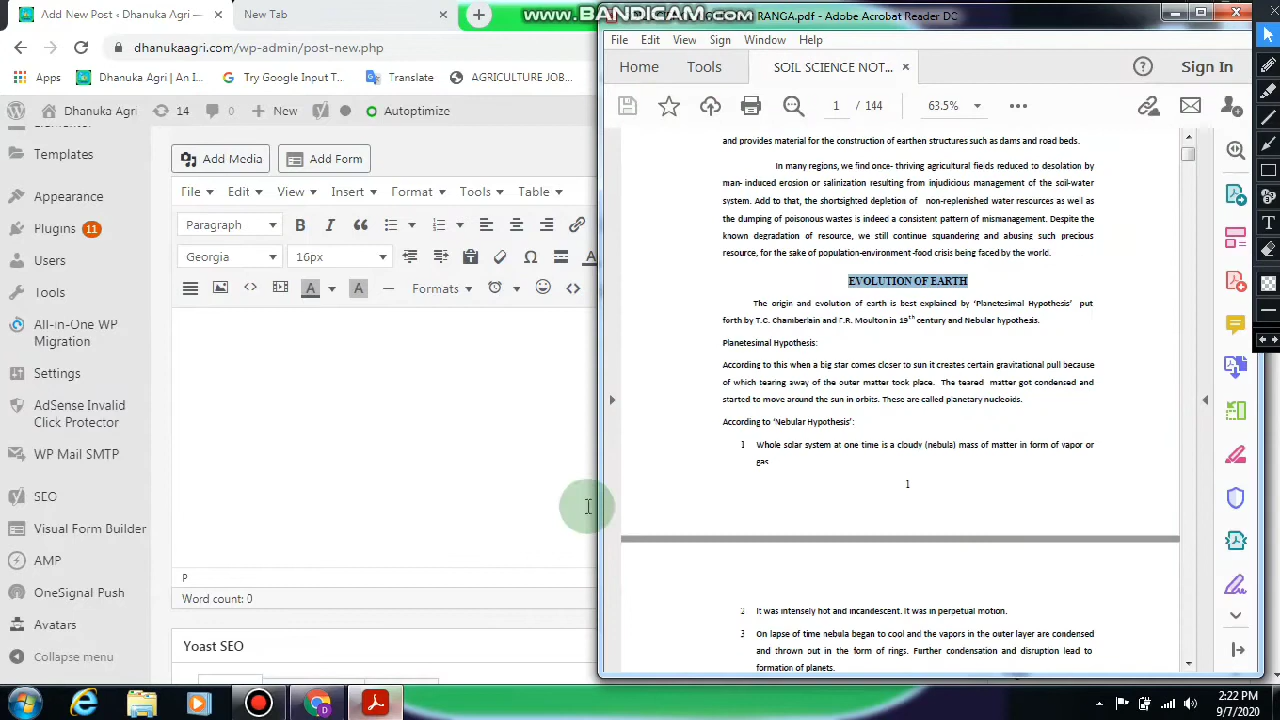 Add New Post - Dhanuka Agri -
New Tab
www.BANDICAM.com
RANGA.pdf - Adobe Acrobat Reader DC
dhanukaagri.com/wp-admin/post-new.php
File Edit View Sign Window Help
Apps Dhanuka Agri | An I... Try Google Input T... Translate AGRICULTURE JOB...
Home Tools SOIL SCIENCE NOT... Sign In
Dhanuka Agri 14 0 New Autoptimize
1 / 144 63.5%
Templates
Appearance
Plugins 11
Users
Tools
All-in-One WP
Migration
Settings
AdSense Invalid
Click Protector
WP Mail SMTP
SEO
Visual Form Builder
AMP
OneSignal Push
Avatars
Collapse menu
Add Media Add Form
File Edit View Insert Format Tools Table
Paragraph
Georgia 16px
Formats
P
Word count: 0
Yoast SEO
and provides material for the construction of earthen structures such as dams and road beds.
In many regions, we find once- thriving agricultural fields reduced to desolation by
man- induced erosion or salinization resulting from injudicious management of the soil-water
system. Add to that, the shortsighted depletion of non-replenished water resources as well as
the dumping of poisonous wastes is indeed a consistent pattern of mismanagement. Despite the
known degradation of resource, we still continue squandering and abusing such precious
resource, for the sake of population-environment -food crisis being faced by the world.
EVOLUTION OF EARTH
The origin and evolution of earth is best explained by 'Planetesimal Hypothesis' put
forth by T.C. Chamberlain and F.R. Moulton in 19th century and Nebular hypothesis.
Planetesimal Hypothesis:
According to this when a big star comes closer to sun it creates certain gravitational pull because
of which tearing away of the outer matter took place. The teared matter got condensed and
started to move around the sun in orbits. These are called planetary nucleoids.
According to 'Nebular Hypothesis':
1 Whole solar system at one time is a cloudy (nebula) mass of matter in form of vapor or
gas
1
2 It was intensely hot and incandescent. It was in perpetual motion.
3 On lapse of time nebula began to cool and the vapors in the outer layer are condensed
and thrown out in the form of rings. Further condensation and disruption lead to
formation of planets.
2:22 PM
9/7/2020